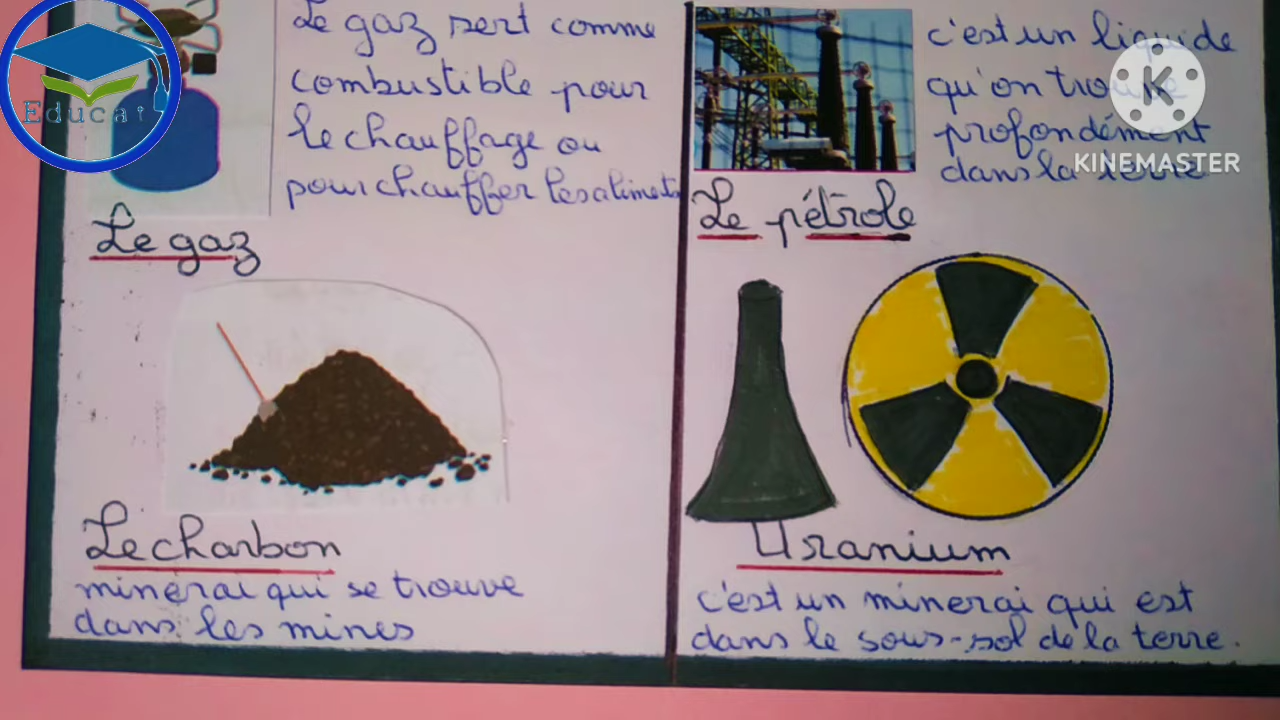 Educat
Le gaz sert comme
combustible pour
le chauffage ou
pour chauffer les aliments
Le gaz
c'est un liquide
qu'on trouve
profondément
dans la terre
KINEMASTER
Le pétrole
Le charbon
minerai qui se trouve
dans les mines
Uranium
c'est un minerai qui est
dans le sous-sol de la terre.